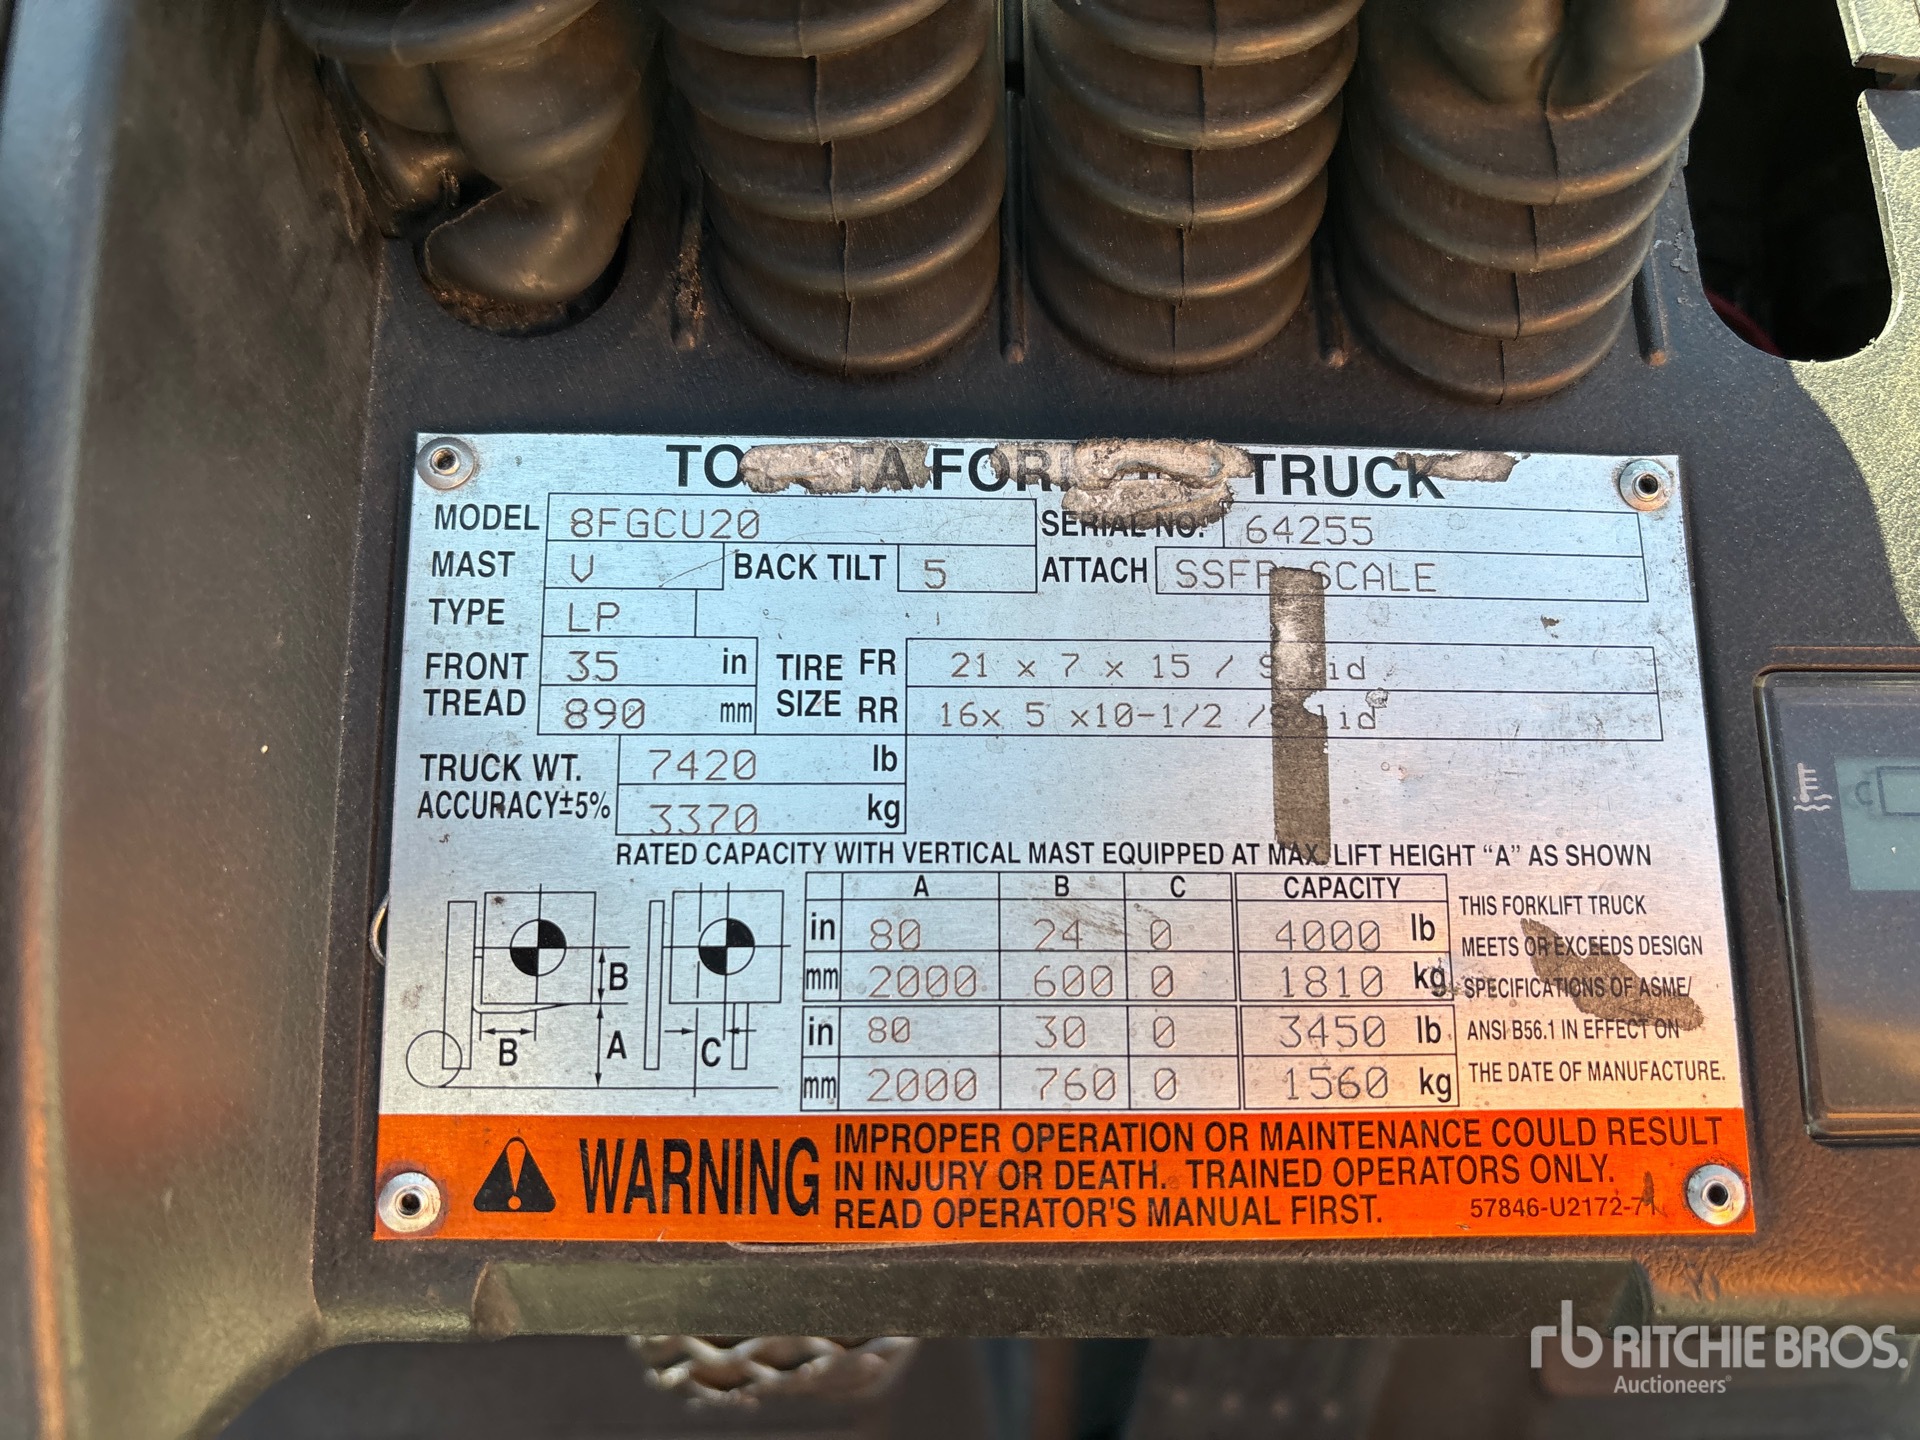 TOYOTA FORKLIFT TRUCK
MODEL 8FGCU20 SERIAL NO. 64255
MAST V BACK TILT 5 ATTACH SSFP SCALE
TYPE LP
FRONT TREAD 35 in TIRE SIZE FR 21 x 7 x 15 / Solid
890 mm RR 16x 5 x10-1/2 /Solid
TRUCK WT. 7420 lb
ACCURACY±5% 3370 kg
RATED CAPACITY WITH VERTICAL MAST EQUIPPED AT MAX. LIFT HEIGHT “A” AS SHOWN
A B C CAPACITY
in 80 24 0 4000 lb
mm 2000 600 0 1810 kg
in 80 30 0 3450 lb
mm 2000 760 0 1560 kg
B
B A C
THIS FORKLIFT TRUCK
MEETS OR EXCEEDS DESIGN
SPECIFICATIONS OF ASME/
ANSI B56.1 IN EFFECT ON
THE DATE OF MANUFACTURE.
WARNING
IMPROPER OPERATION OR MAINTENANCE COULD RESULT
IN INJURY OR DEATH. TRAINED OPERATORS ONLY.
READ OPERATOR'S MANUAL FIRST. 57846-U2172-71
C
rb RITCHIE BROS.
Auctioneers